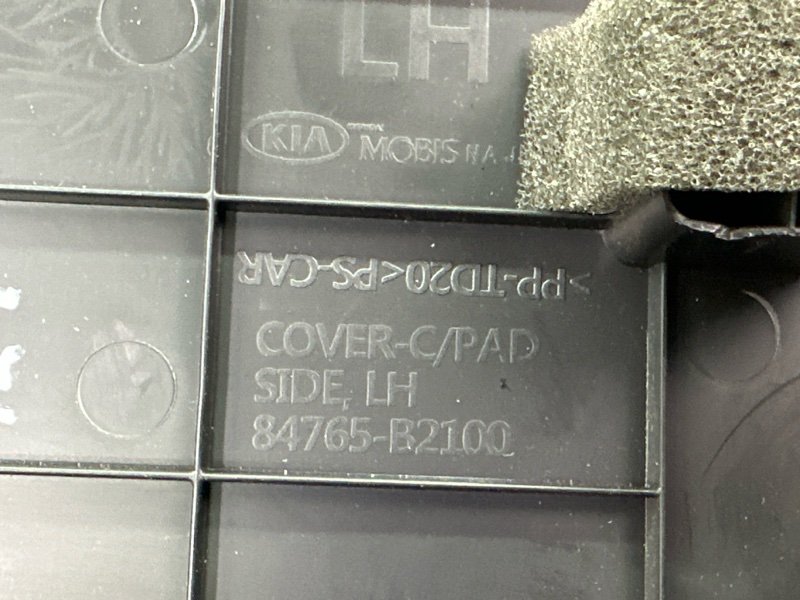 LH
KIA MOBIS
>PP-TD20<PS-CAR
COVER-C/PAD
SIDE, LH
84765-B2100